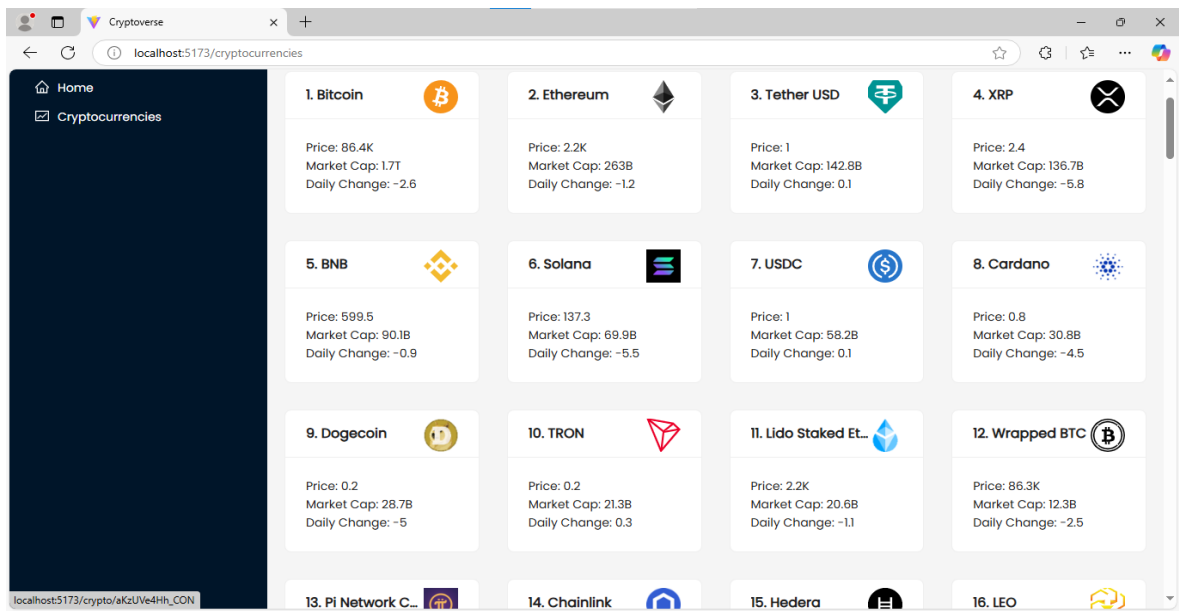 Cryptoverse
localhost:5173/cryptocurrencies
Home
Cryptocurrencies
1. Bitcoin
Price: 86.4K
Market Cap: 1.7T
Daily Change: -2.6
2. Ethereum
Price: 2.2K
Market Cap: 263B
Daily Change: -1.2
3. Tether USD
Price: 1
Market Cap: 142.8B
Daily Change: 0.1
4. XRP
Price: 2.4
Market Cap: 136.7B
Daily Change: -5.8
5. BNB
Price: 599.5
Market Cap: 90.1B
Daily Change: -0.9
6. Solana
Price: 137.3
Market Cap: 69.9B
Daily Change: -5.5
7. USDC
Price: 1
Market Cap: 58.2B
Daily Change: 0.1
8. Cardano
Price: 0.8
Market Cap: 30.8B
Daily Change: -4.5
9. Dogecoin
Price: 0.2
Market Cap: 28.7B
Daily Change: -5
10. TRON
Price: 0.2
Market Cap: 21.3B
Daily Change: 0.3
11. Lido Staked Et...
Price: 2.2K
Market Cap: 20.6B
Daily Change: -1.1
12. Wrapped BTC
Price: 86.3K
Market Cap: 12.3B
Daily Change: -2.5
13. Pi Network C...
14. Chainlink
15. Hedera
16. LEO
localhost:5173/crypto/aKzUVe4Hh_CON